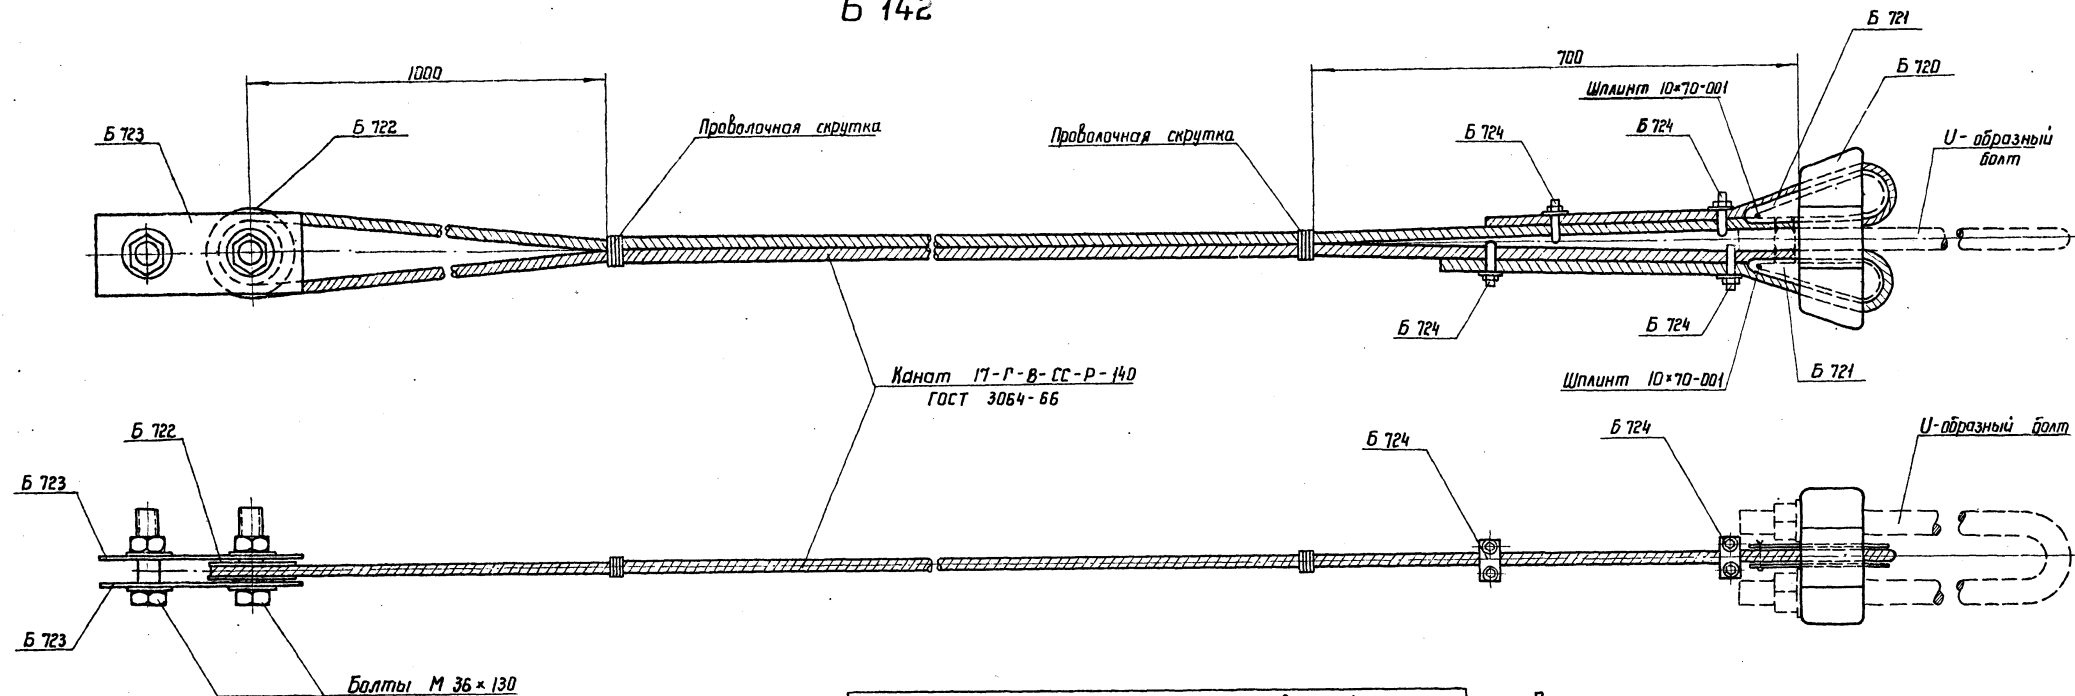 Б 142
Б 721
700
1000
Б 720
Шплинт 10×70-001
Б 723
Б 722
Проволочная скрутка
Проволочная скрутка
Б 724
Б 724
U-образный
болт
Б 724
Б 724
Канат 17-Г-В-СС-Р-140
ГОСТ 3064-66
Шплинт 10×70-001
Б 721
Б 722
Б 724
Б 724
U-образный болт
Б 723
Б 723
Болты М 36×130